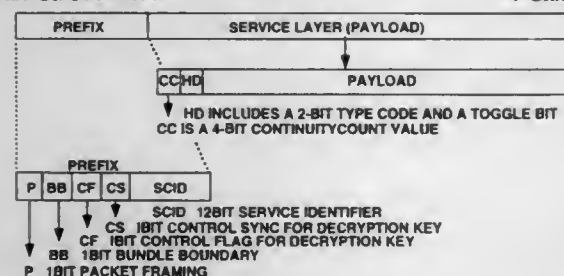 PREFIX SERVICE LAYER (PAYLOAD)
CC HD PAYLOAD
HD INCLUDES A 2-BIT TYPE CODE AND A TOGGLE BIT
CC IS A 4-BIT CONTINUITYCOUNT VALUE
PREFIX
P BB CF CS SCID
SCID 12BIT SERVICE IDENTIFIER
CS 1BIT CONTROL SYNC FOR DECRYPTION KEY
CF 1BIT CONTROL FLAG FOR DECRYPTION KEY
BB 1BIT BUNDLE BOUNDARY
P 1BIT PACKET FRAMING